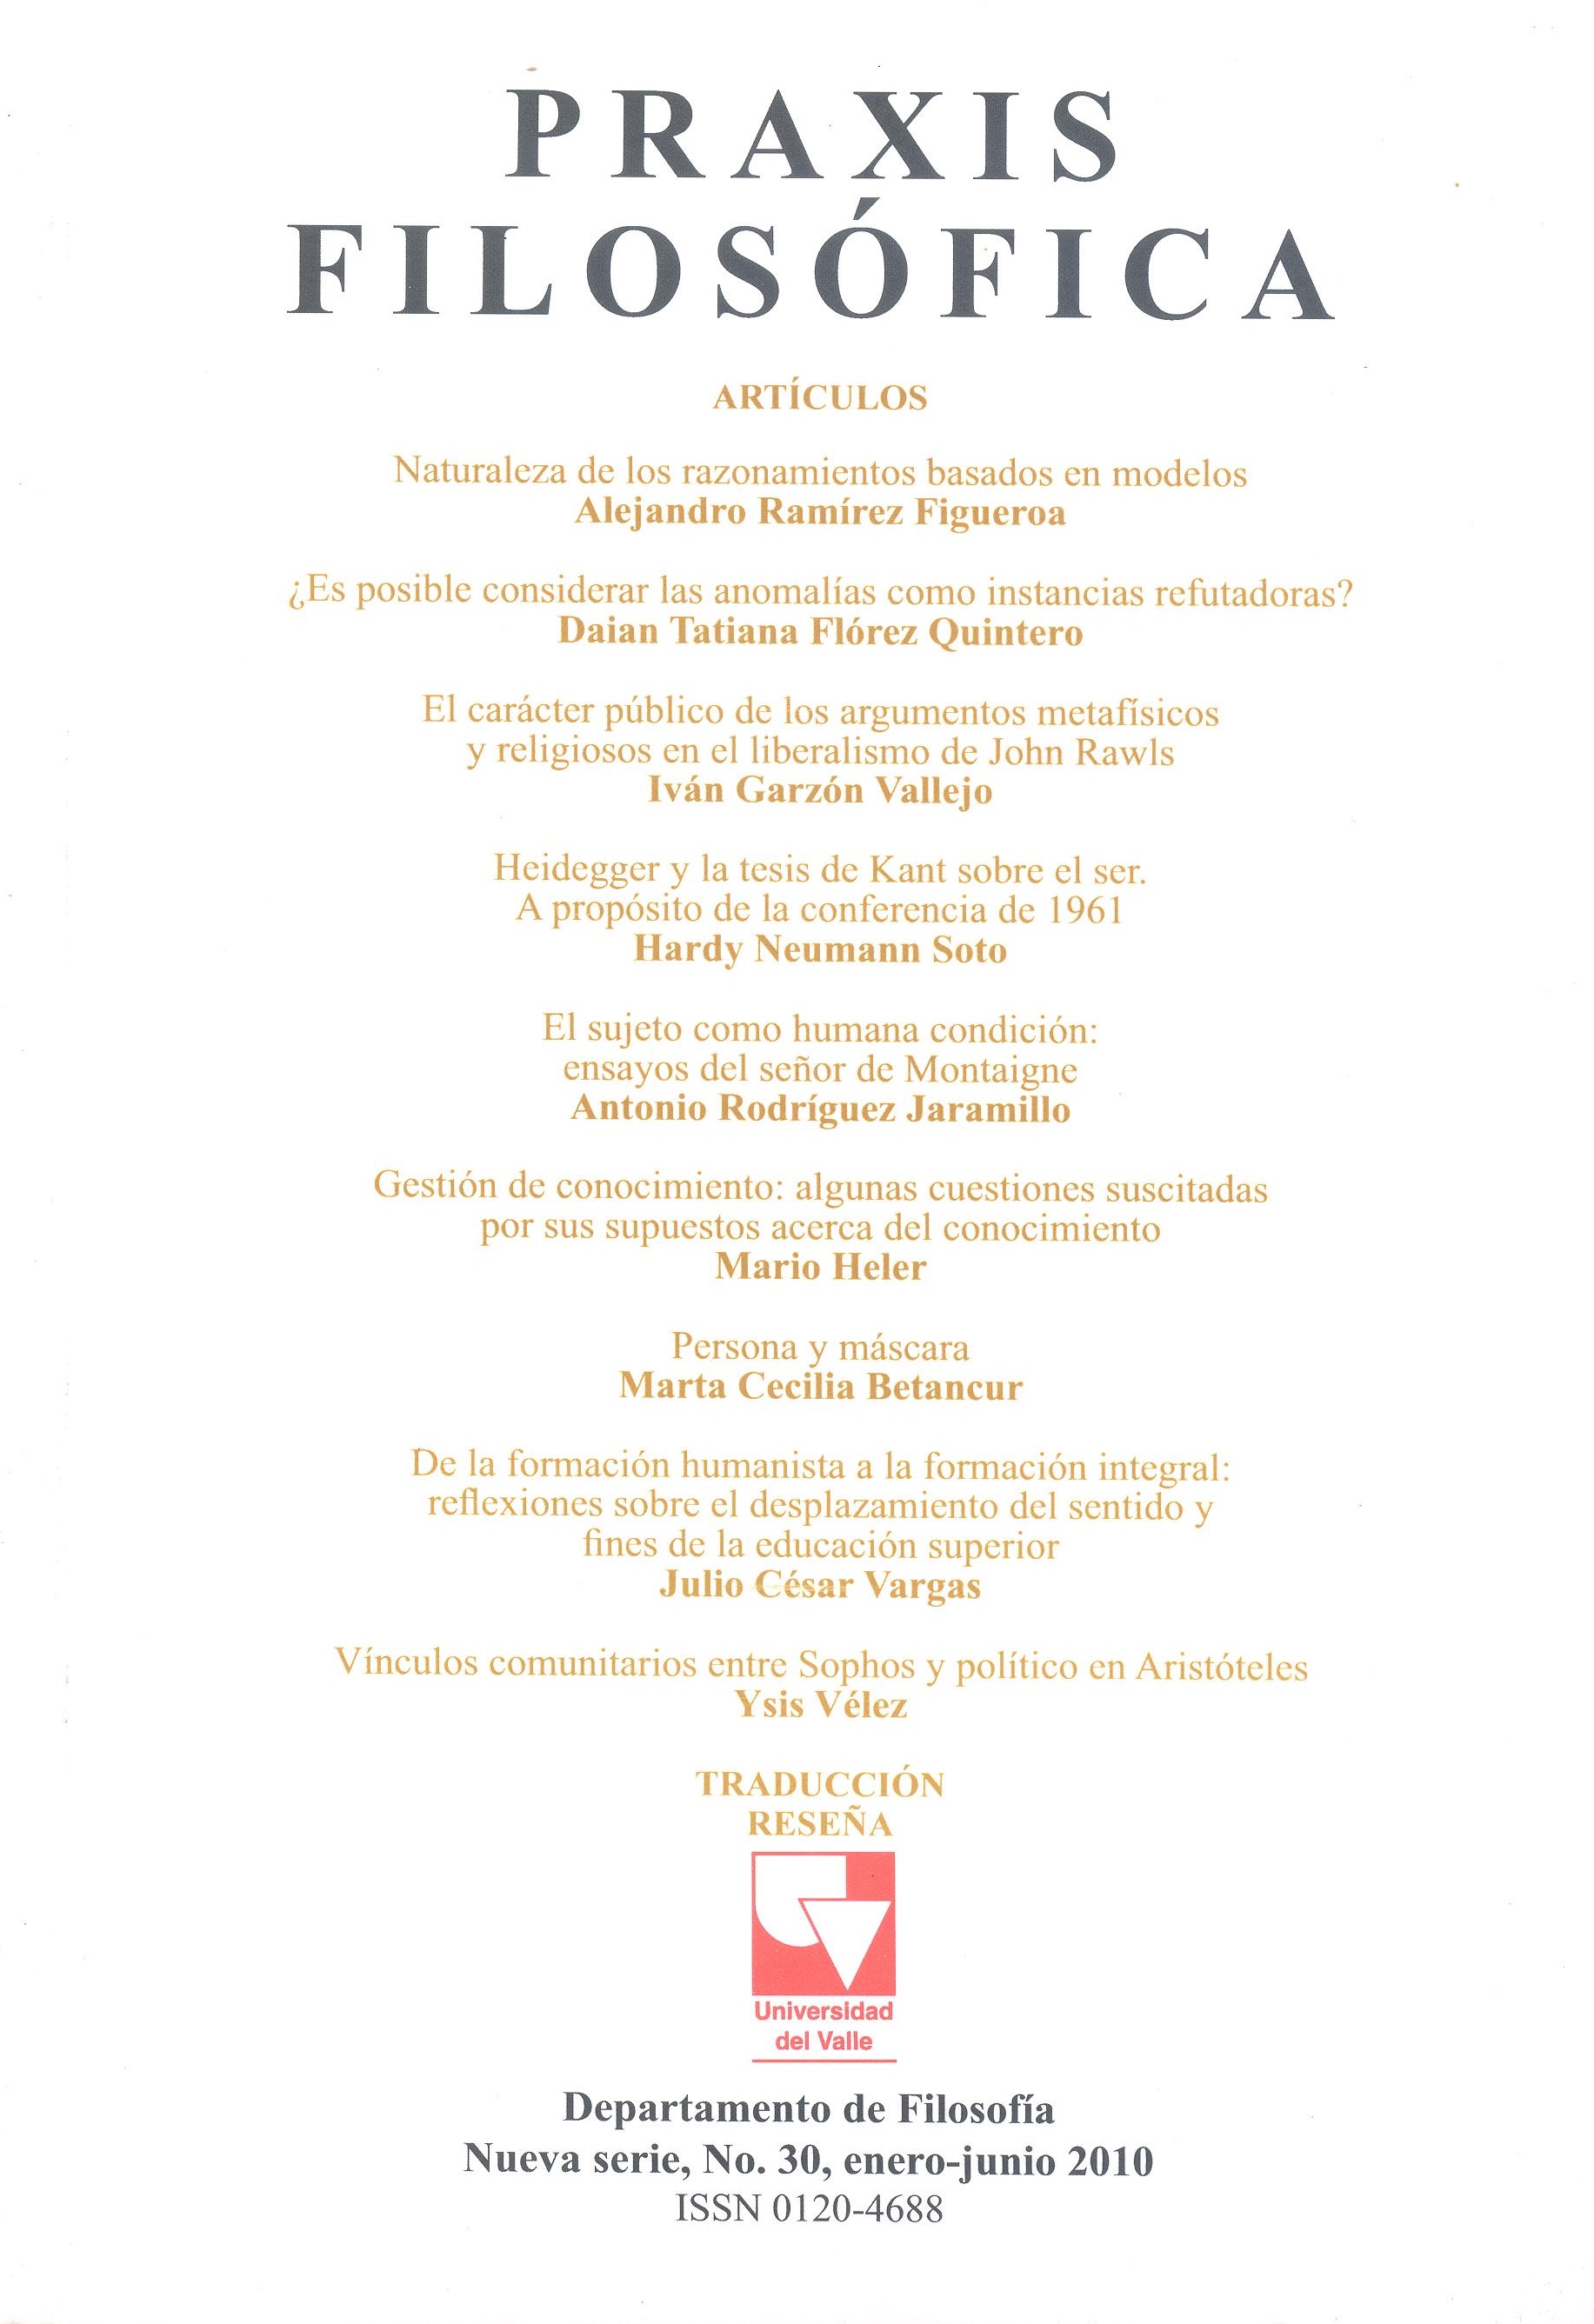 PRAXIS
FILOSÓFICA
ARTÍCULOS
Naturaleza de los razonamientos basados en modelos
Alejandro Ramírez Figueroa
¿Es posible considerar las anomalías como instancias refutadoras?
Daian Tatiana Flórez Quintero
El carácter público de los argumentos metafísicos
y religiosos en el liberalismo de John Rawls
Iván Garzón Vallejo
Heidegger y la tesis de Kant sobre el ser.
A propósito de la conferencia de 1961
Hardy Neumann Soto
El sujeto como humana condición:
ensayos del señor de Montaigne
Antonio Rodríguez Jaramillo
Gestión de conocimiento: algunas cuestiones suscitadas
por sus supuestos acerca del conocimiento
Mario Heler
Persona y máscara
Marta Cecilia Betancur
De la formación humanista a la formación integral:
reflexiones sobre el desplazamiento del sentido y
fines de la educación superior
Julio César Vargas
Vínculos comunitarios entre Sophos y político en Aristóteles
Ysis Vélez
TRADUCCIÓN
RESEÑA
Universidad
del Valle
Departamento de Filosofía
Nueva serie, No. 30, enero-junio 2010
ISSN 0120-4688